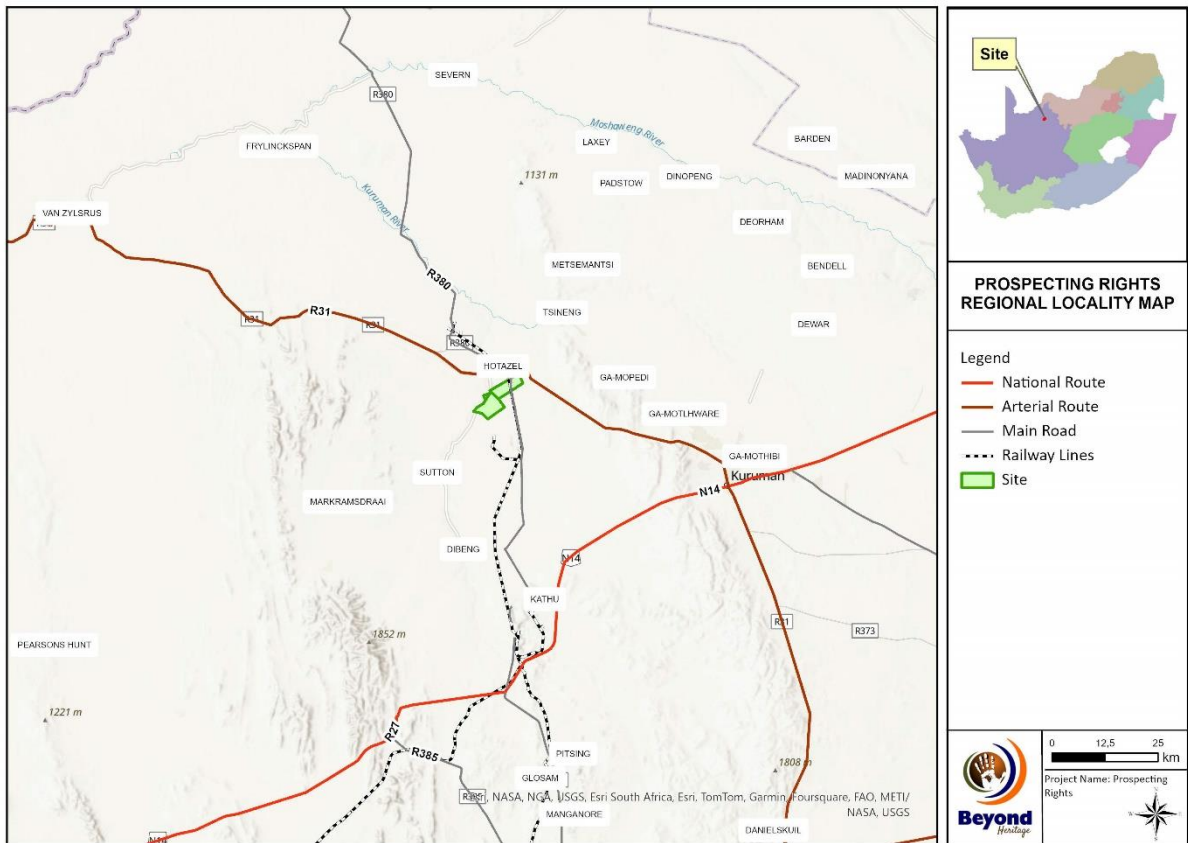 SEVERN
R380
Moshaweng River
BARDEN
LAXEY
FRYLINCKSPAN
1131 m
PADSTOW
DINOPENG
MADINONYANA
VAN ZYLSRUS
Kuruman River
DEORHAM
METSEMANTSI
BENDELL
R380
R31
TSINENG
R31
R31
DEWAR
HOTAZEL
GA-MOPEDI
GA-MOTLHWARE
GA-MOTHIBI
SUTTON
Kuruman
N14
MARKRAMSDRAAI
DIBENG
N14
KATHU
R31
R373
1852 m
PEARSONS HUNT
1221 m
R27
R385
PITSING
1808 m
GLOSAM
Esri, NASA, NGA, USGS, Esri South Africa, Esri, TomTom, Garmin, Foursquare, FAO, METI/
NASA, USGS
MANGANORE
DANIELSKUIL
N14
Site
PROSPECTING RIGHTS
REGIONAL LOCALITY MAP
Legend
National Route
Arterial Route
Main Road
Railway Lines
Site
Beyond
Heritage
0 12,5 25
km
Project Name: Prospecting
Rights